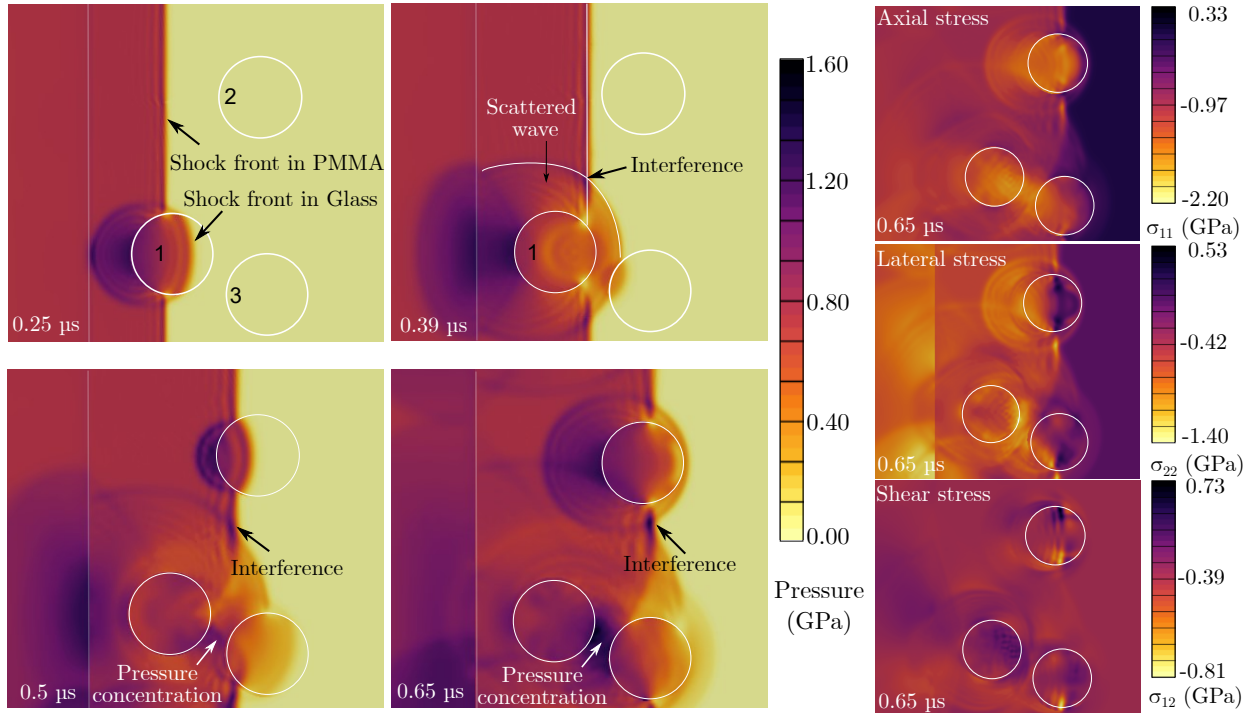 2
Shock front in PMMA
Shock front in Glass
1
3
0.25 µs
Scattered
wave
Interference
1
0.39 µs
Interference
Pressure
concentration
0.5 µs
Interference
Pressure
concentration
0.65 µs
1.60
1.20
0.80
0.40
0.00
Pressure
(GPa)
Axial stress
0.65 µs
0.33
-0.97
-2.20
σ11 (GPa)
Lateral stress
0.65 µs
0.53
-0.42
-1.40
σ22 (GPa)
Shear stress
0.65 µs
0.73
-0.39
-0.81
σ12 (GPa)